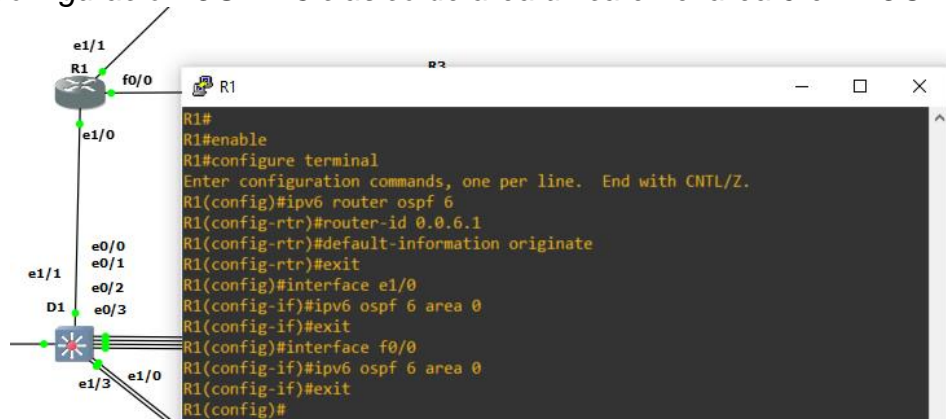 e1/1
R1
f0/0
R3
e1/0
e0/0
e0/1
e1/1
e0/2
D1
e0/3
e1/3
e1/0
R1
R1#
R1#enable
R1#configure terminal
Enter configuration commands, one per line.  End with CNTL/Z.
R1(config)#ipv6 router ospf 6
R1(config-rtr)#router-id 0.0.6.1
R1(config-rtr)#default-information originate
R1(config-rtr)#exit
R1(config)#interface e1/0
R1(config-if)#ipv6 ospf 6 area 0
R1(config-if)#exit
R1(config)#interface f0/0
R1(config-if)#ipv6 ospf 6 area 0
R1(config-if)#exit
R1(config)#